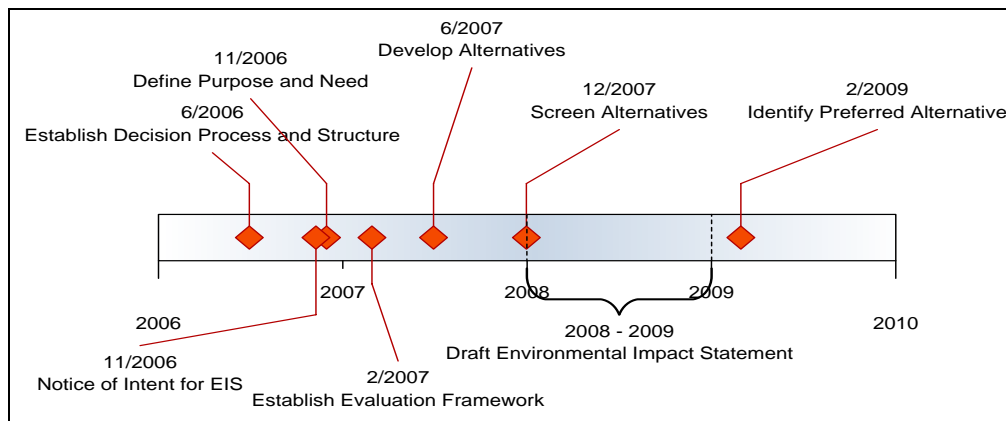 6/2007
Develop Alternatives
11/2006
Define Purpose and Need
12/2007
Screen Alternatives
2/2009
Identify Preferred Alternative
6/2006
Establish Decision Process and Structure
2007
2008
2009
2006
2010
2008 - 2009
Draft Environmental Impact Statement
11/2006
Notice of Intent for EIS
2/2007
Establish Evaluation Framework